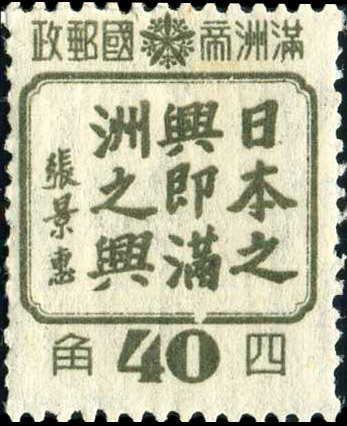 滿洲帝國郵政
日本之
興即滿
洲之興
張景惠
四 40 角